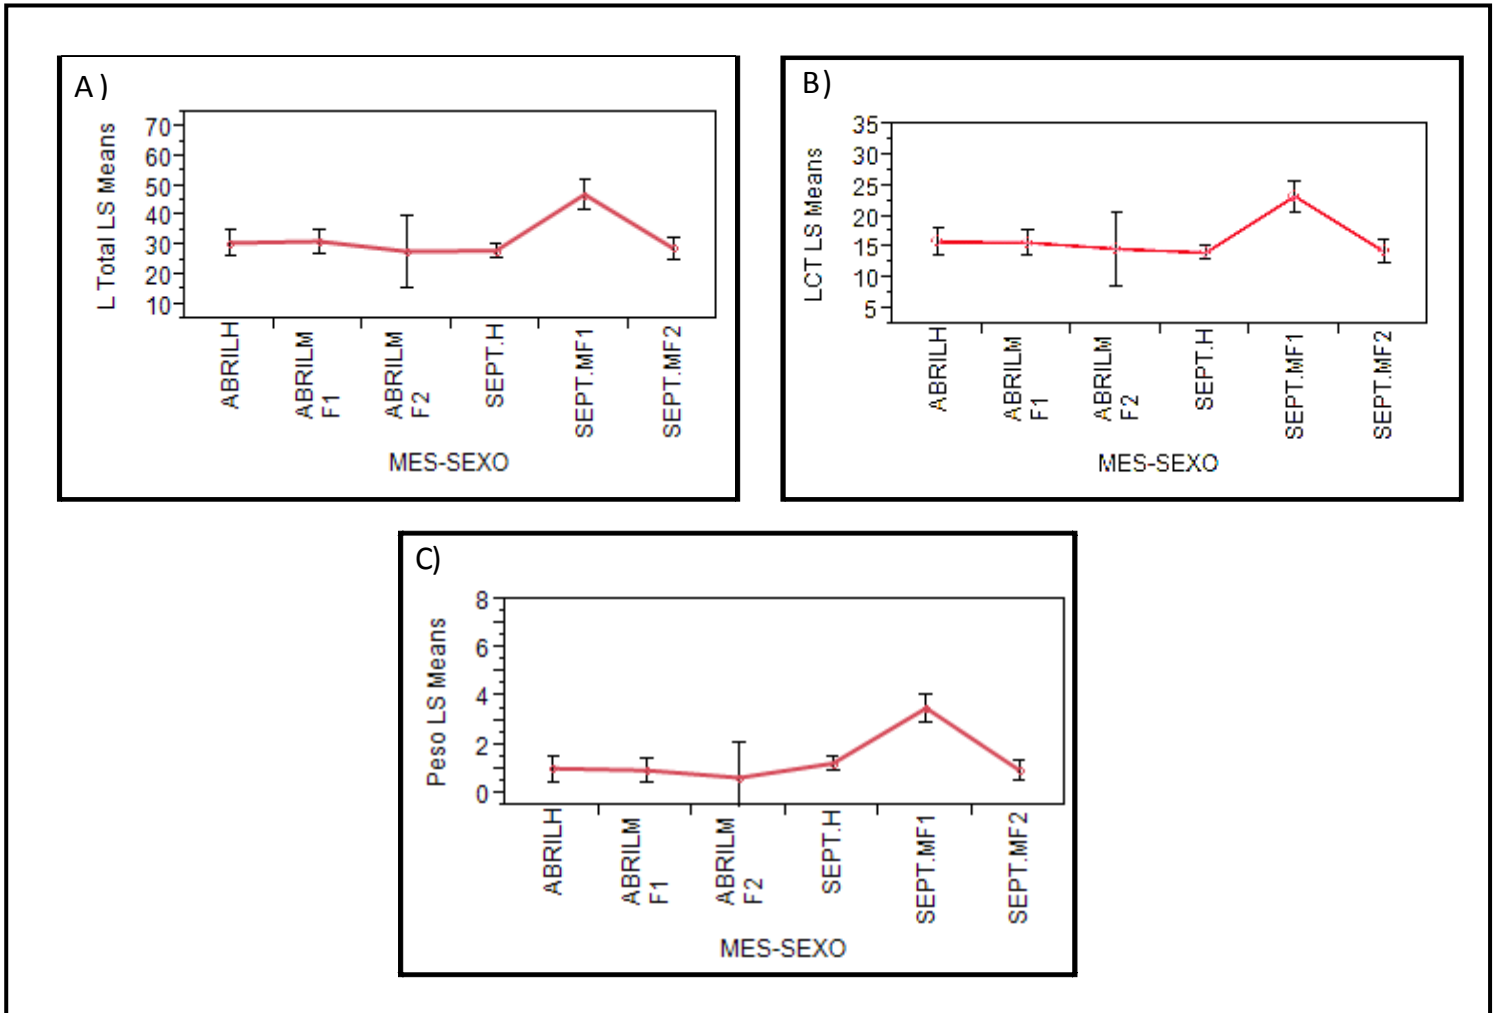 A)
L Total LS Means
70
60
50
40
30
20
10
ABRILH
ABRILM
F1
ABRILM
F2
SEPT.H
SEPT.MF1
SEPT.MF2
MES-SEXO
B)
LCT LS Means
35
30
25
20
15
10
5
ABRILH
ABRILM
F1
ABRILM
F2
SEPT.H
SEPT.MF1
SEPT.MF2
MES-SEXO
C)
Peso LS Means
8
6
4
2
0
ABRILH
ABRILM
F1
ABRILM
F2
SEPT.H
SEPT.MF1
SEPT.MF2
MES-SEXO